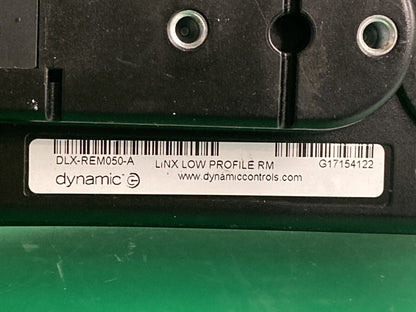 DLX-REM050-A LiNX LOW PROFILE RM G17154122
dynamic www.dynamiccontrols.com